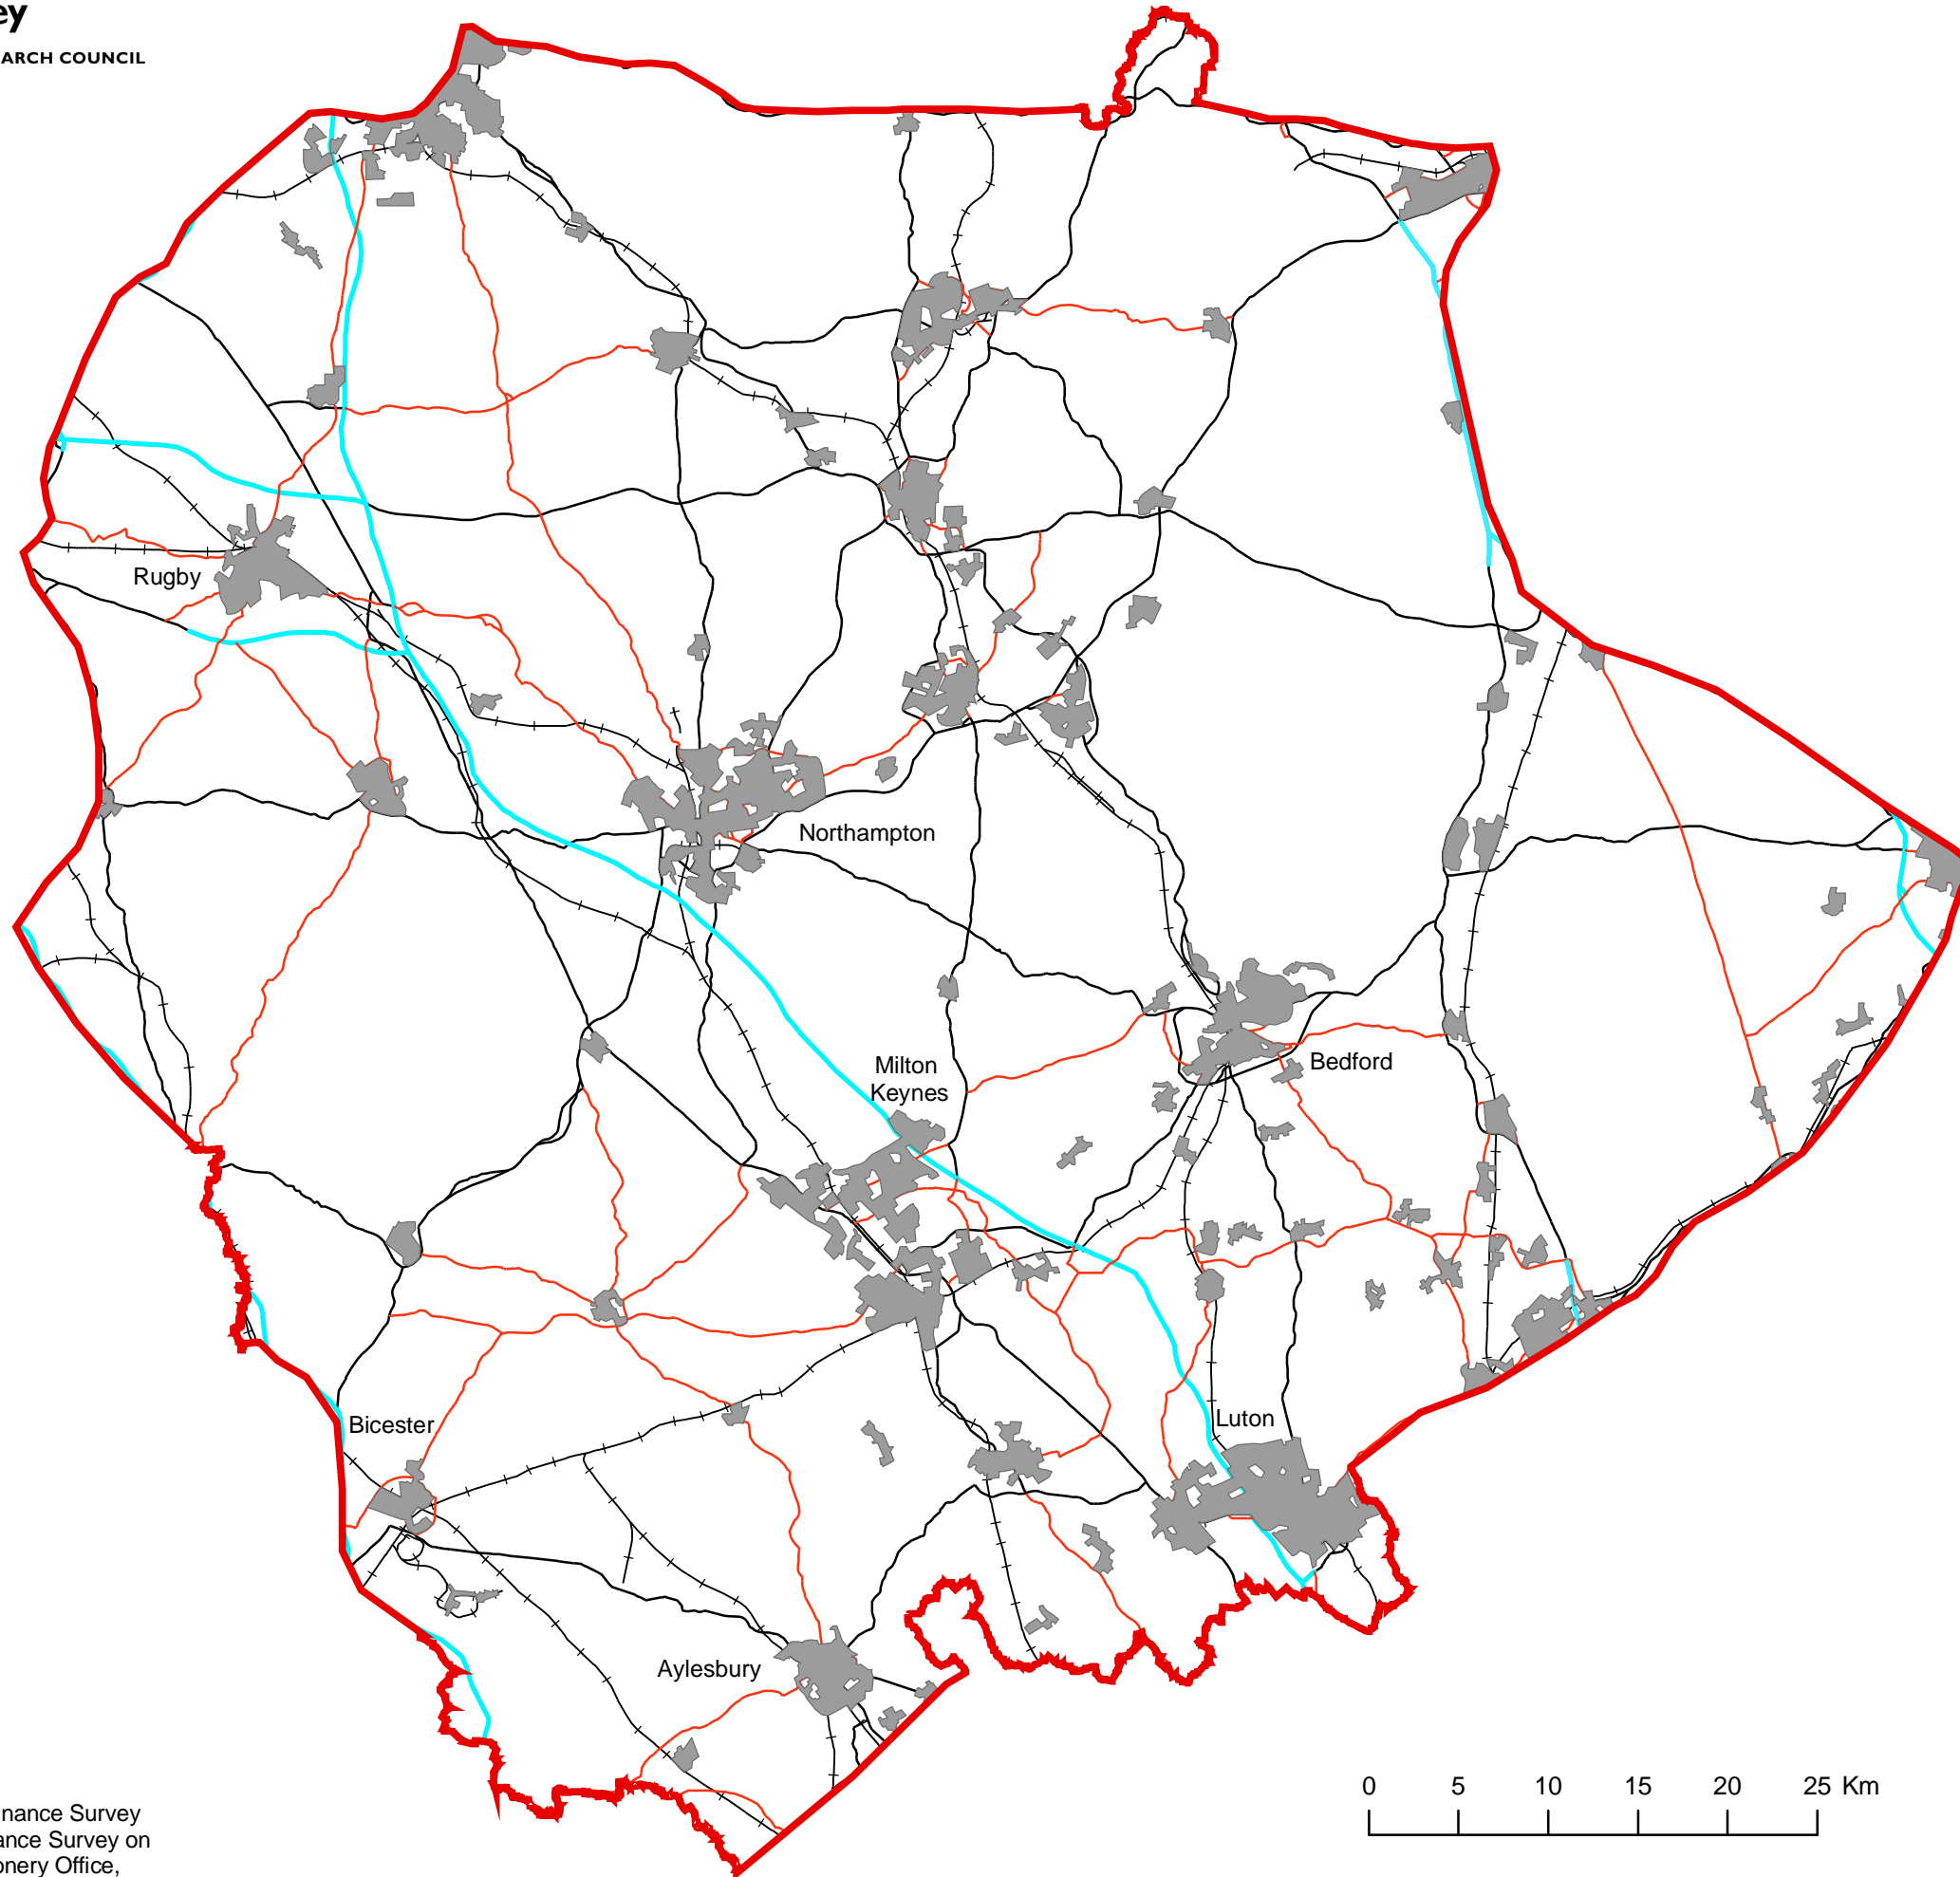 ey
ARCH COUNCIL
Rugby
Northampton
Milton
Keynes
Bedford
Bicester
Luton
Aylesbury
0 5 10 15 20 25 Km
nance Survey
ance Survey on
onery Office,